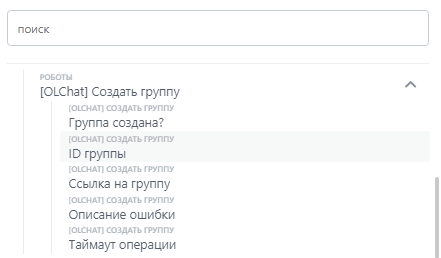 поиск
РОБОТЫ
[OLChat] Создать группу
[OLCHAT] СОЗДАТЬ ГРУППУ
Группа создана?
[OLCHAT] СОЗДАТЬ ГРУППУ
ID группы
[OLCHAT] СОЗДАТЬ ГРУППУ
Ссылка на группу
[OLCHAT] СОЗДАТЬ ГРУППУ
Описание ошибки
[OLCHAT] СОЗДАТЬ ГРУППУ
Таймаут операции